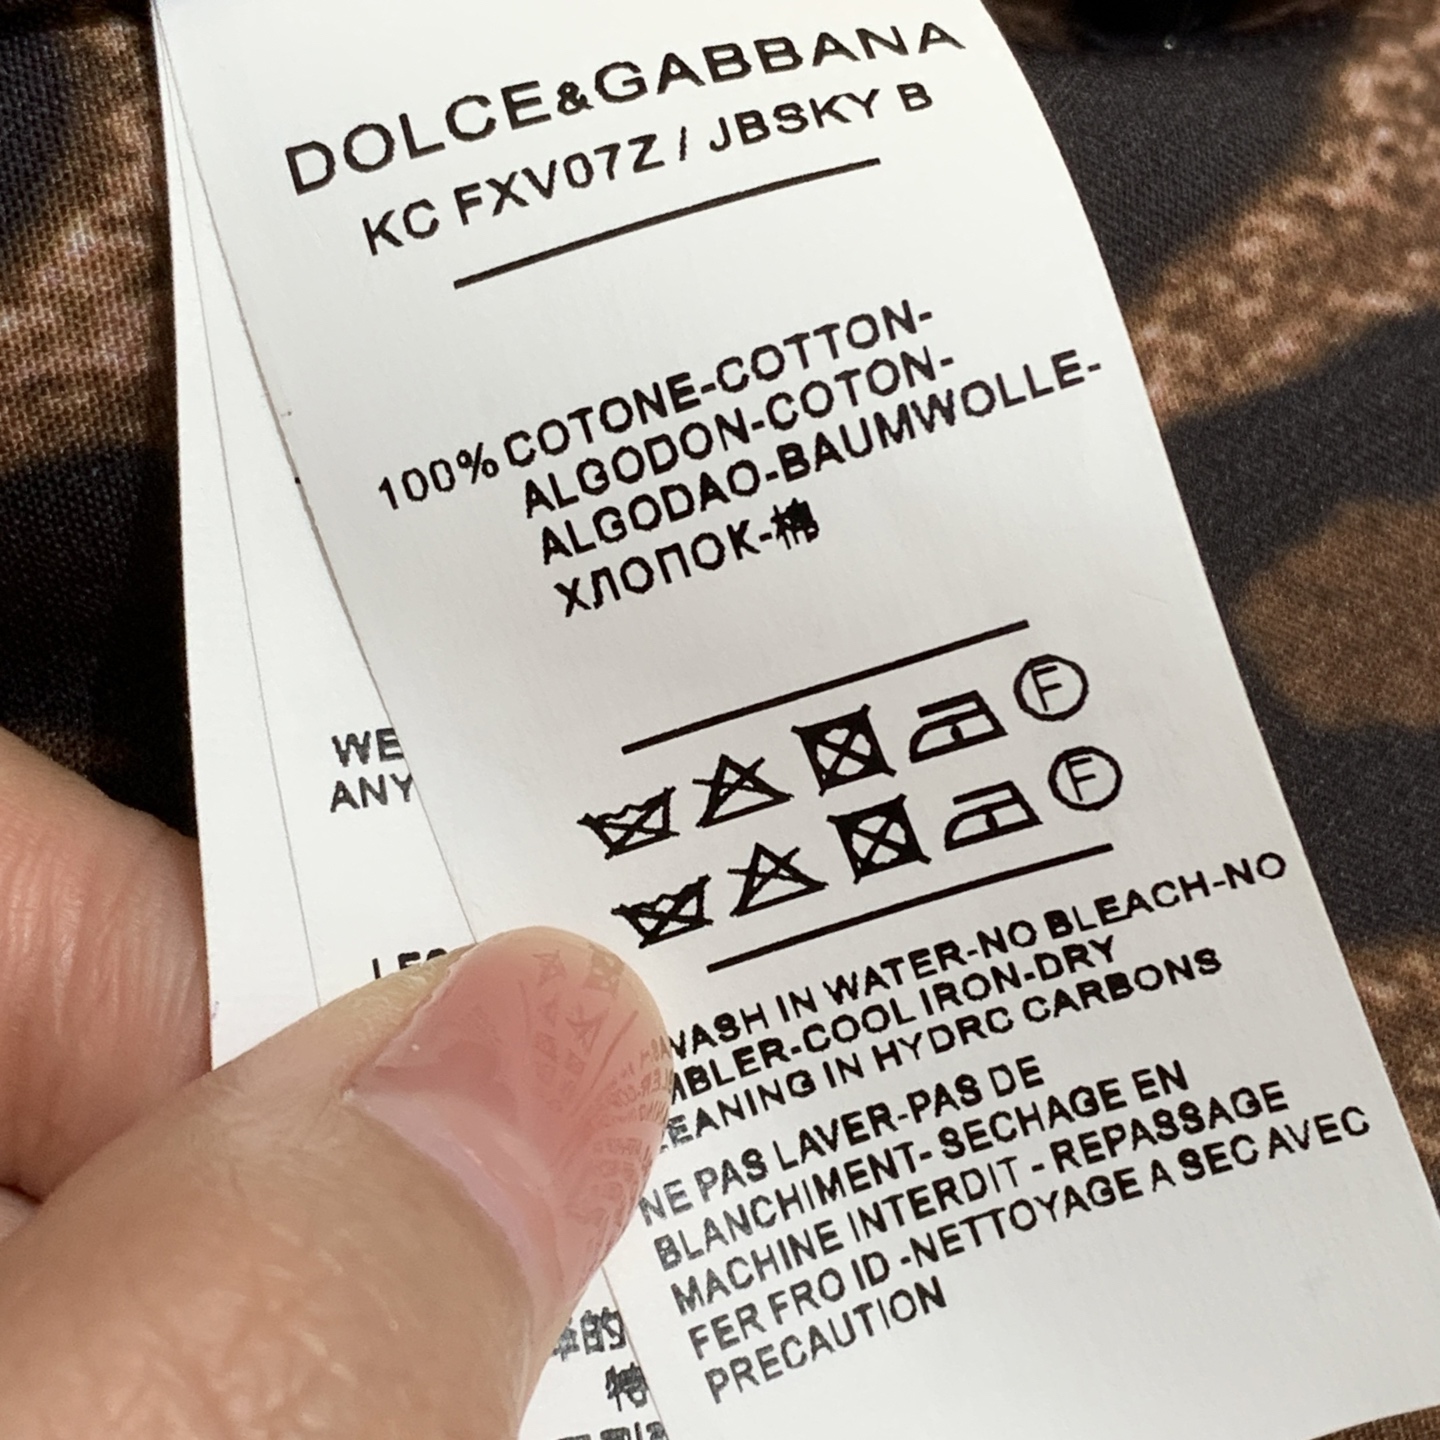 DOLCE&GABBANA
KC FXV07Z / JBSKY B
100% COTONE-COTTON-
ALGODON-COTON-
ALGODAO-BAUMWOLLE-
ХЛОПОК-棉
F
F
WE
ANY
WASH IN WATER-NO BLEACH-NO
MBLER-COOL IRON-DRY
EANING IN HYDRC CARBONS
NE PAS LAVER-PAS DE
BLANCHIMENT- SECHAGE EN
MACHINE INTERDIT - REPASSAGE
FER FRO ID -NETTOYAGE A SEC AVEC
PRECAUTION
的